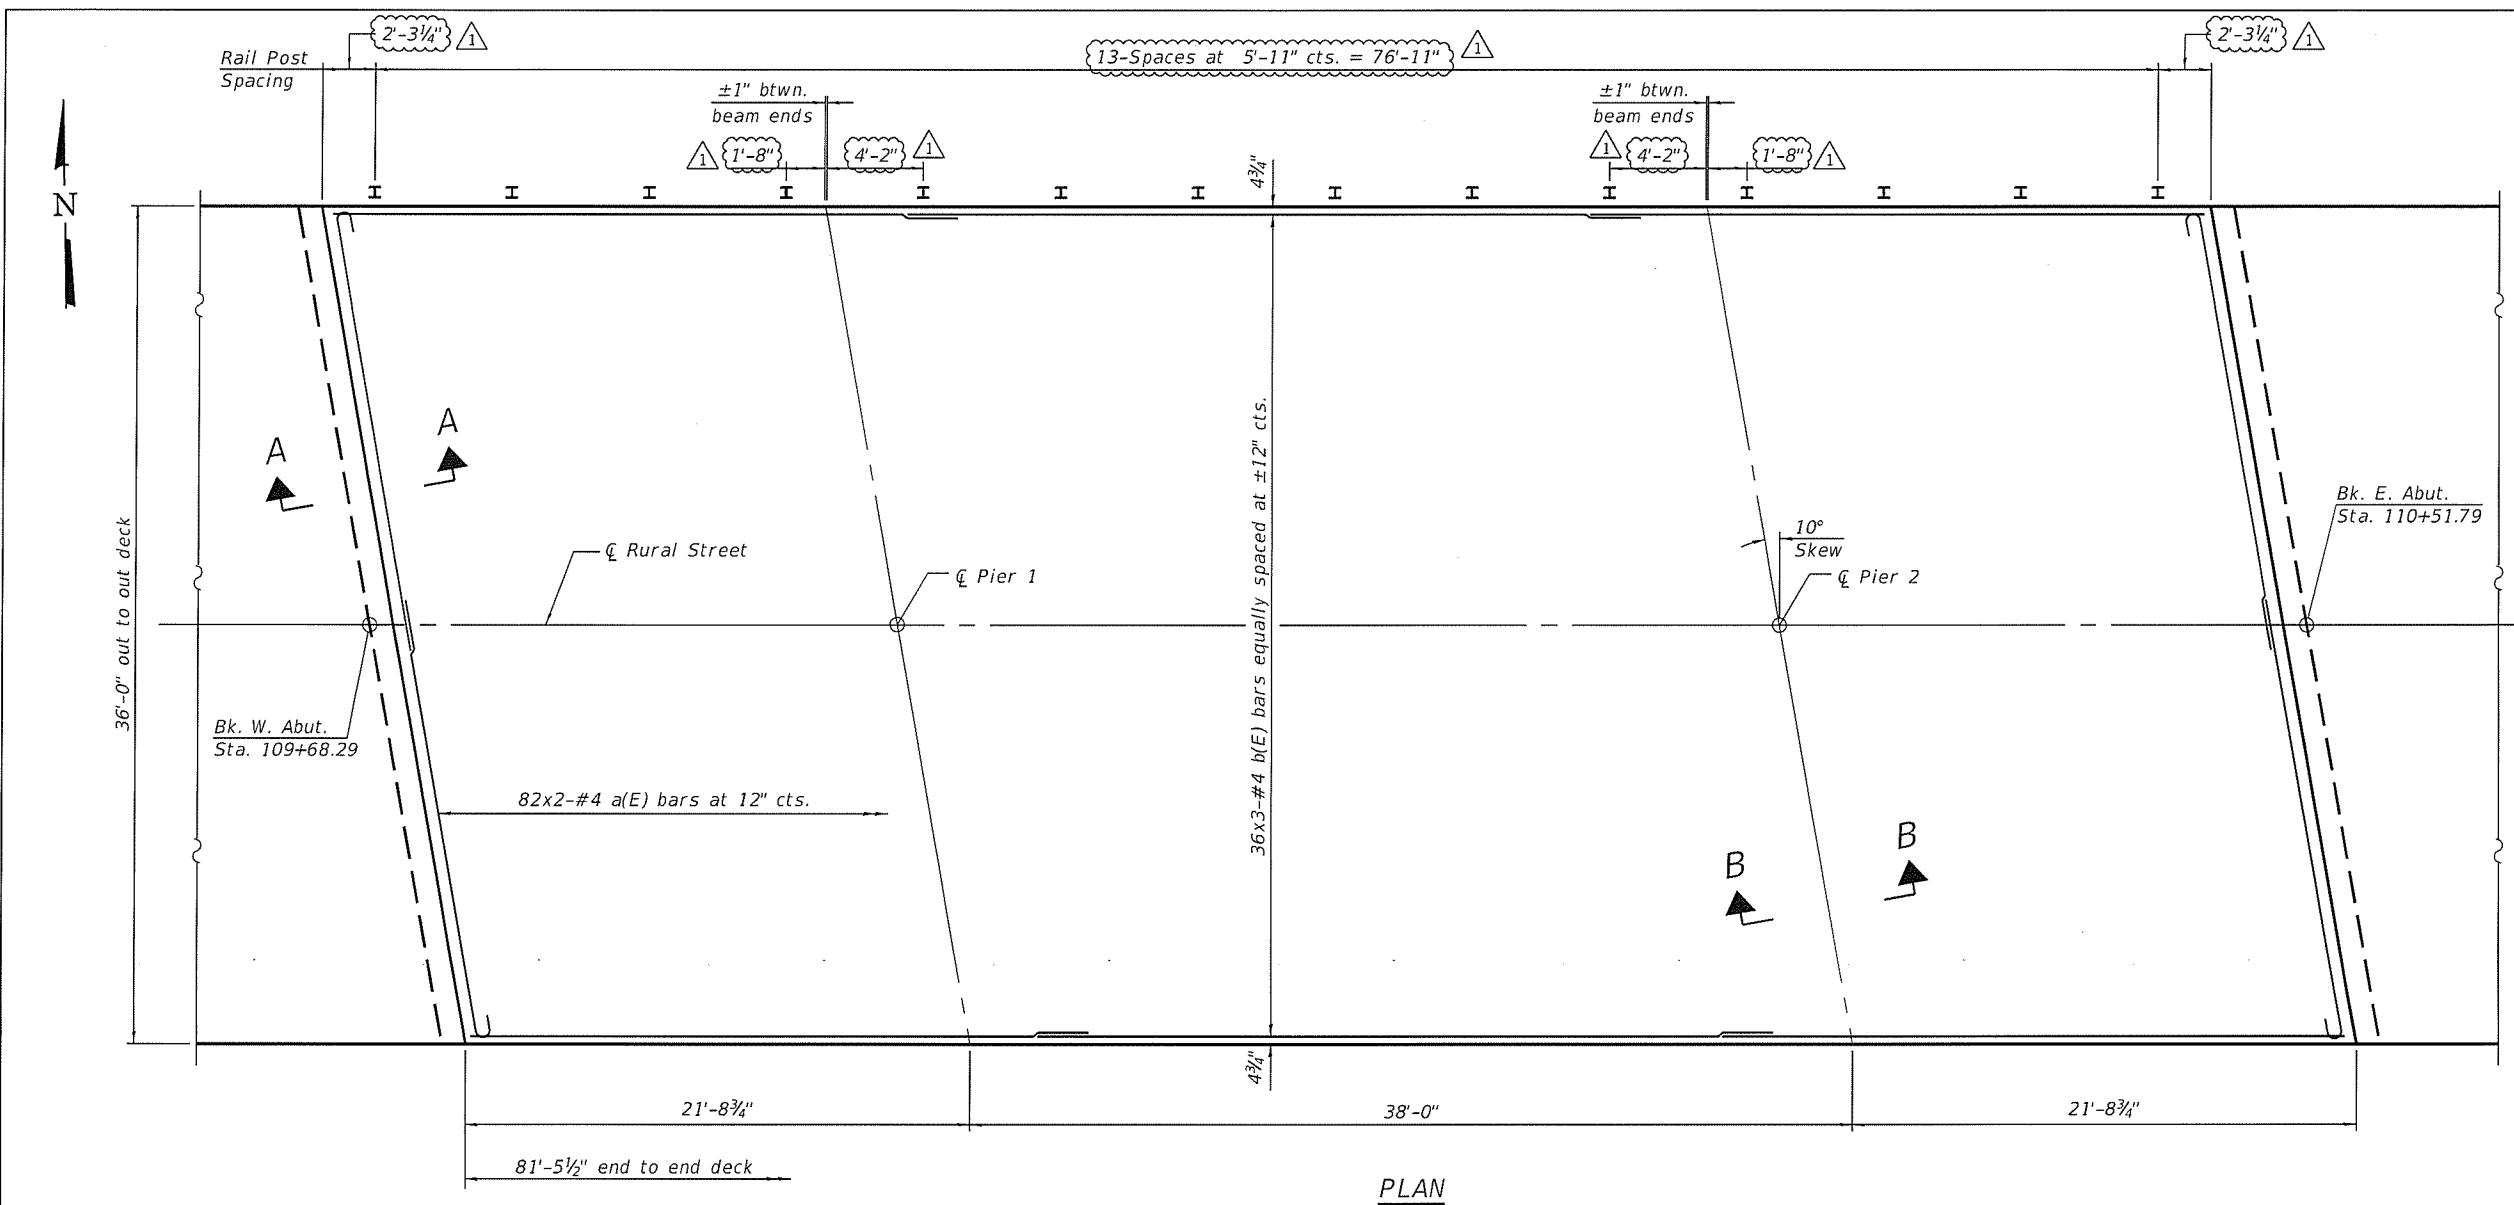 2'-3¼" 1
13-Spaces at 5'-11" cts. = 76'-11" 1
2'-3¼" 1
Rail Post
Spacing
±1" btwn.
beam ends
±1" btwn.
beam ends
1 1'-8" 4'-2" 1
1 4'-2" 1'-8" 1
4¾"
N
A
A
36'-0" out to out deck
36x3-#4 b(E) bars equally spaced at ±12" cts.
Bk. E. Abut.
Sta. 110+51.79
10°
Skew
℄ Rural Street
℄ Pier 1
℄ Pier 2
Bk. W. Abut.
Sta. 109+68.29
82x2-#4 a(E) bars at 12" cts.
B
B
4¾"
21'-8¾"
38'-0"
21'-8¾"
81'-5½" end to end deck
PLAN